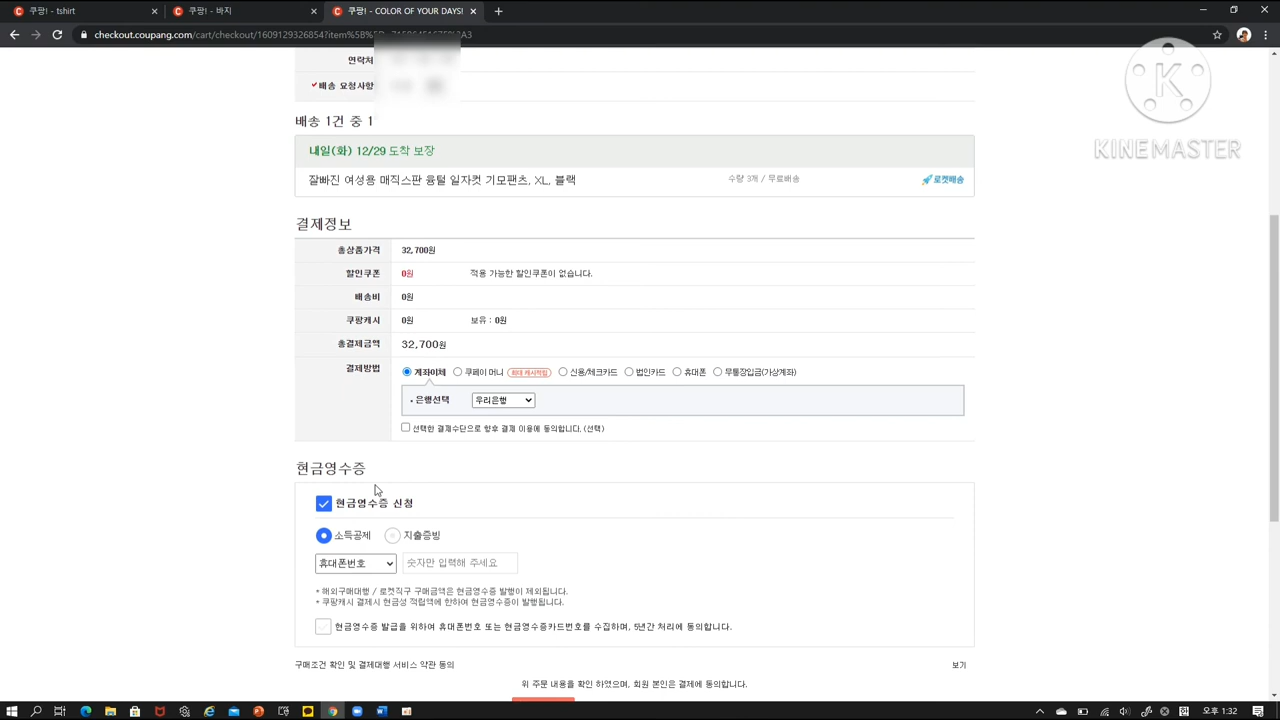 쿠팡! - tshirt
쿠팡! - 바지
checkout.coupang.com/cart/checkout/1609129326854?item%5B%5D
연락처
배송 요청사항
배송 1건 중 1
내일(화) 12/29 도착 보장
잘빠진 여성용 매직스판 융털 일자컷 기모팬츠, XL, 블랙
수량 3개 / 무료배송
로켓배송
결제정보
총상품가격 32,700원
할인쿠폰 0원 적용 가능한 할인쿠폰이 없습니다.
배송비 0원
쿠팡캐시 0원 보유 : 0원
총결제금액 32,700원
결제방법 계좌이체 쿠페이 머니 최대 캐시적립 신용/체크카드 법인카드 휴대폰 무통장입금(가상계좌)
은행선택 우리은행
선택한 결제수단으로 향후 결제 이용에 동의합니다. (선택)
현금영수증
현금영수증 신청
소득공제 지출증빙
휴대폰번호 숫자만 입력해 주세요
* 해외구매대행 / 로켓직구 구매금액은 현금영수증 발행이 제외됩니다.
* 쿠팡캐시 결제시 현금성 적립액에 한하여 현금영수증이 발행됩니다.
현금영수증 발급을 위하여 휴대폰번호 또는 현금영수증카드번호를 수집하며, 5년간 처리에 동의합니다.
구매조건 확인 및 결제대행 서비스 약관 동의 보기
위 주문 내용을 확인 하였으며, 회원 본인은 결제에 동의합니다.
K
KINEMASTER
오후 1:32